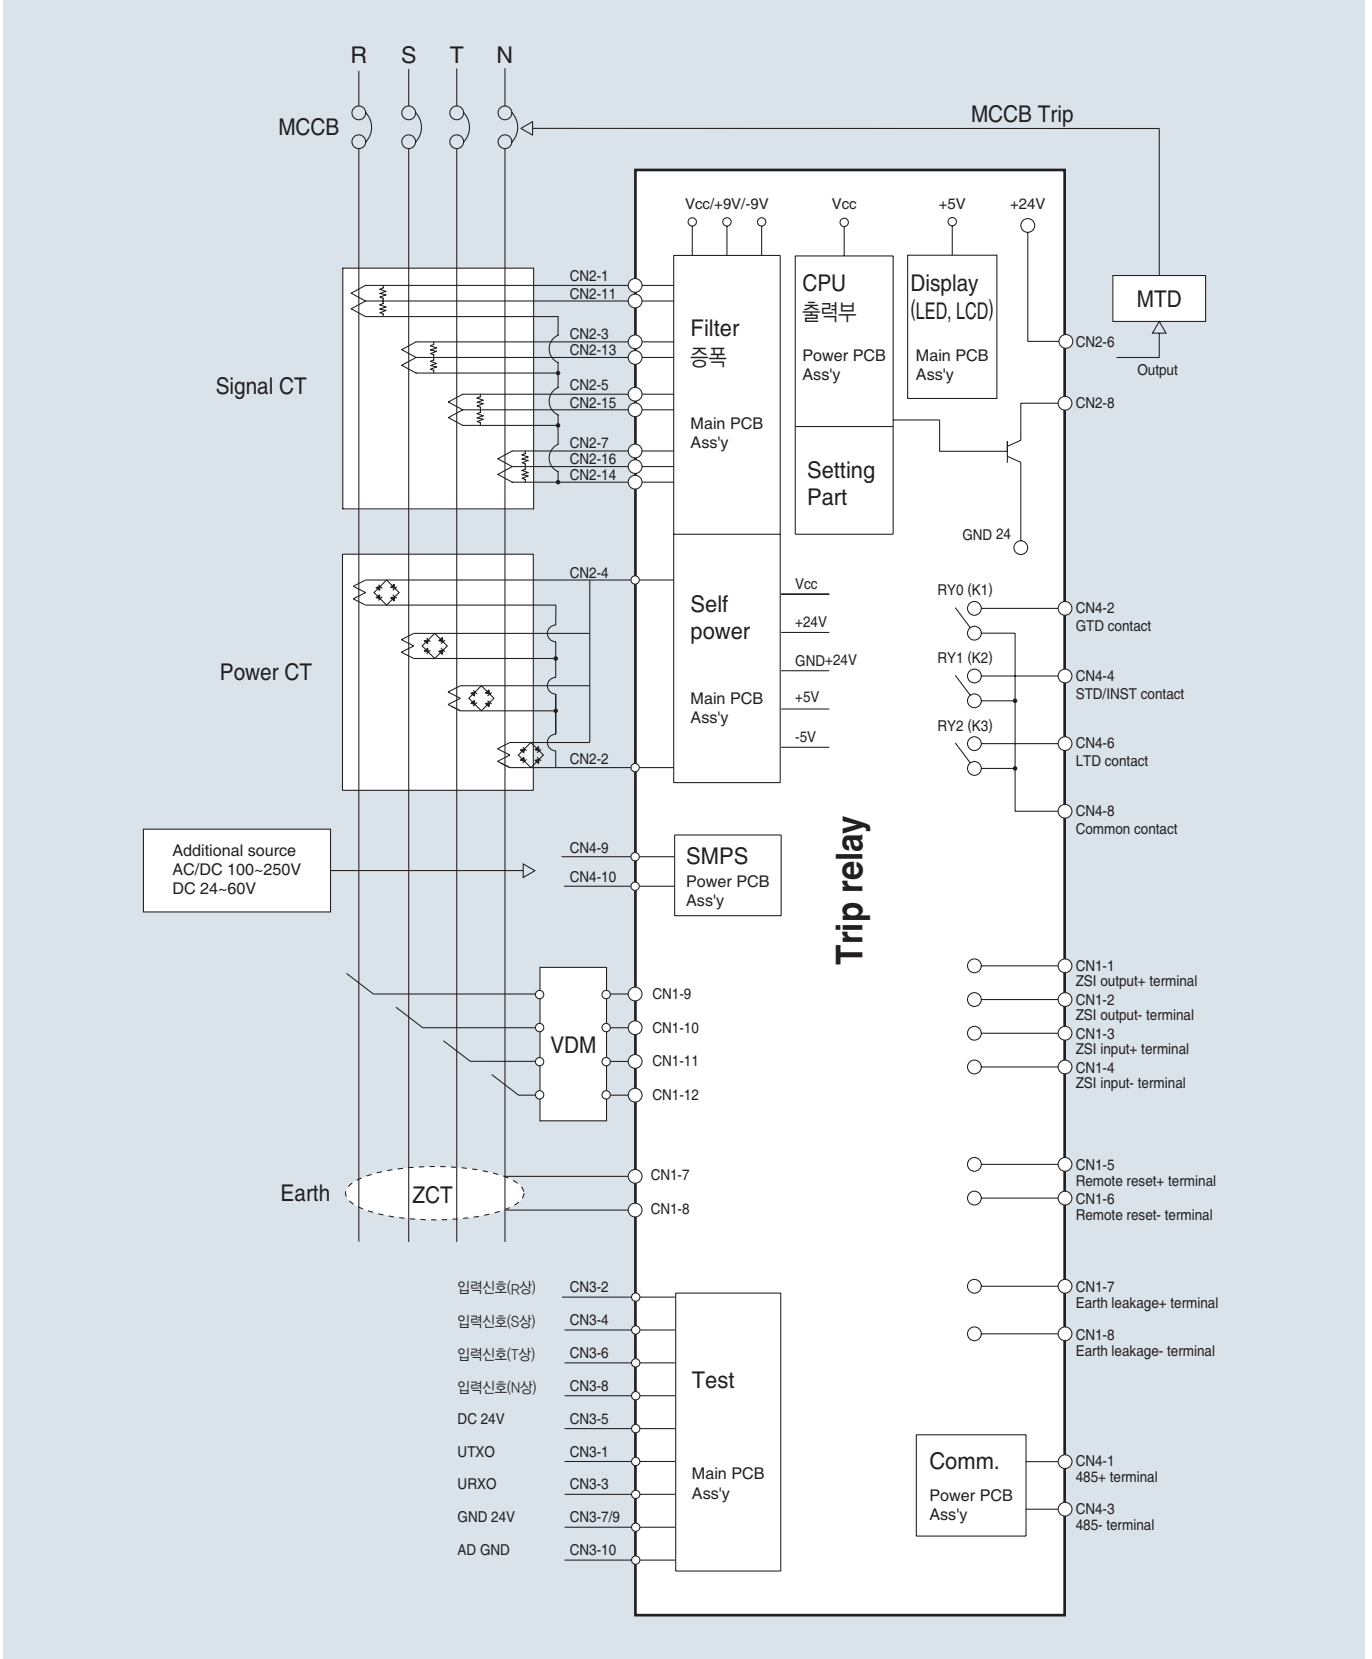 R S T N
MCCB
MCCB Trip
Vcc/+9V/-9V
Vcc
+5V
+24V
CN2-1
CN2-11
CN2-3
CN2-13
CN2-5
CN2-15
CN2-7
CN2-16
CN2-14
Signal CT
Filter
증폭
Main PCB
Ass'y
CPU
출력부
Power PCB
Ass'y
Setting
Part
Display
(LED, LCD)
Main PCB
Ass'y
MTD
Output
CN2-6
CN2-8
GND 24
Power CT
CN2-4
CN2-2
Self
power
Main PCB
Ass'y
Vcc
+24V
GND+24V
+5V
-5V
RY0 (K1)
RY1 (K2)
RY2 (K3)
CN4-2
GTD contact
CN4-4
STD/INST contact
CN4-6
LTD contact
CN4-8
Common contact
Additional source
AC/DC 100~250V
DC 24~60V
CN4-9
CN4-10
SMPS
Power PCB
Ass'y
Trip relay
VDM
CN1-9
CN1-10
CN1-11
CN1-12
CN1-1
ZSI output+ terminal
CN1-2
ZSI output- terminal
CN1-3
ZSI input+ terminal
CN1-4
ZSI input- terminal
Earth
ZCT
CN1-7
CN1-8
CN1-5
Remote reset+ terminal
CN1-6
Remote reset- terminal
CN1-7
Earth leakage+ terminal
CN1-8
Earth leakage- terminal
입력신호(R상) CN3-2
입력신호(S상) CN3-4
입력신호(T상) CN3-6
입력신호(N상) CN3-8
DC 24V CN3-5
UTXO CN3-1
URXO CN3-3
GND 24V CN3-7/9
AD GND CN3-10
Test
Main PCB
Ass'y
Comm.
Power PCB
Ass'y
CN4-1
485+ terminal
CN4-3
485- terminal